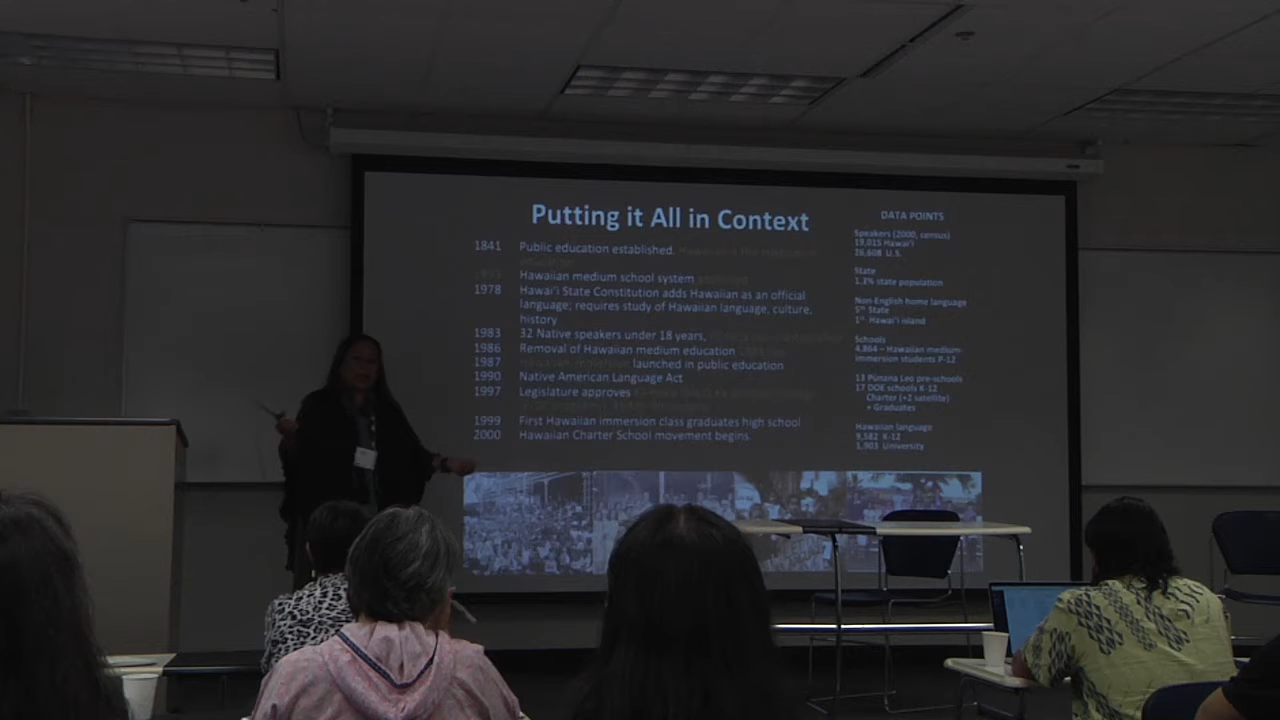 Putting it All in Context
1841 Public education established.
Hawaiian medium school system
1978 Hawai'i State Constitution adds Hawaiian as an official
language; requires study of Hawaiian language, culture,
history
1983 32 Native speakers under 18 years,
1986 Removal of Hawaiian medium education
1987 launched in public education
1990 Native American Language Act
1997 Legislature approves
1999 First Hawaiian immersion class graduates high school
2000 Hawaiian Charter School movement begins
DATA POINTS
Speakers (2000, census)
19,015 Hawai'i
26,608 U.S.
State
1.3% state population
Non-English home language
5th State
1st Hawai'i island
Schools
4,864 – Hawaiian medium-
immersion students P-12
13 Pūnana Leo pre-schools
17 DOE schools K-12
Charter (+2 satellite)
+ Graduates
Hawaiian language
9,582 K-12
1,903 University